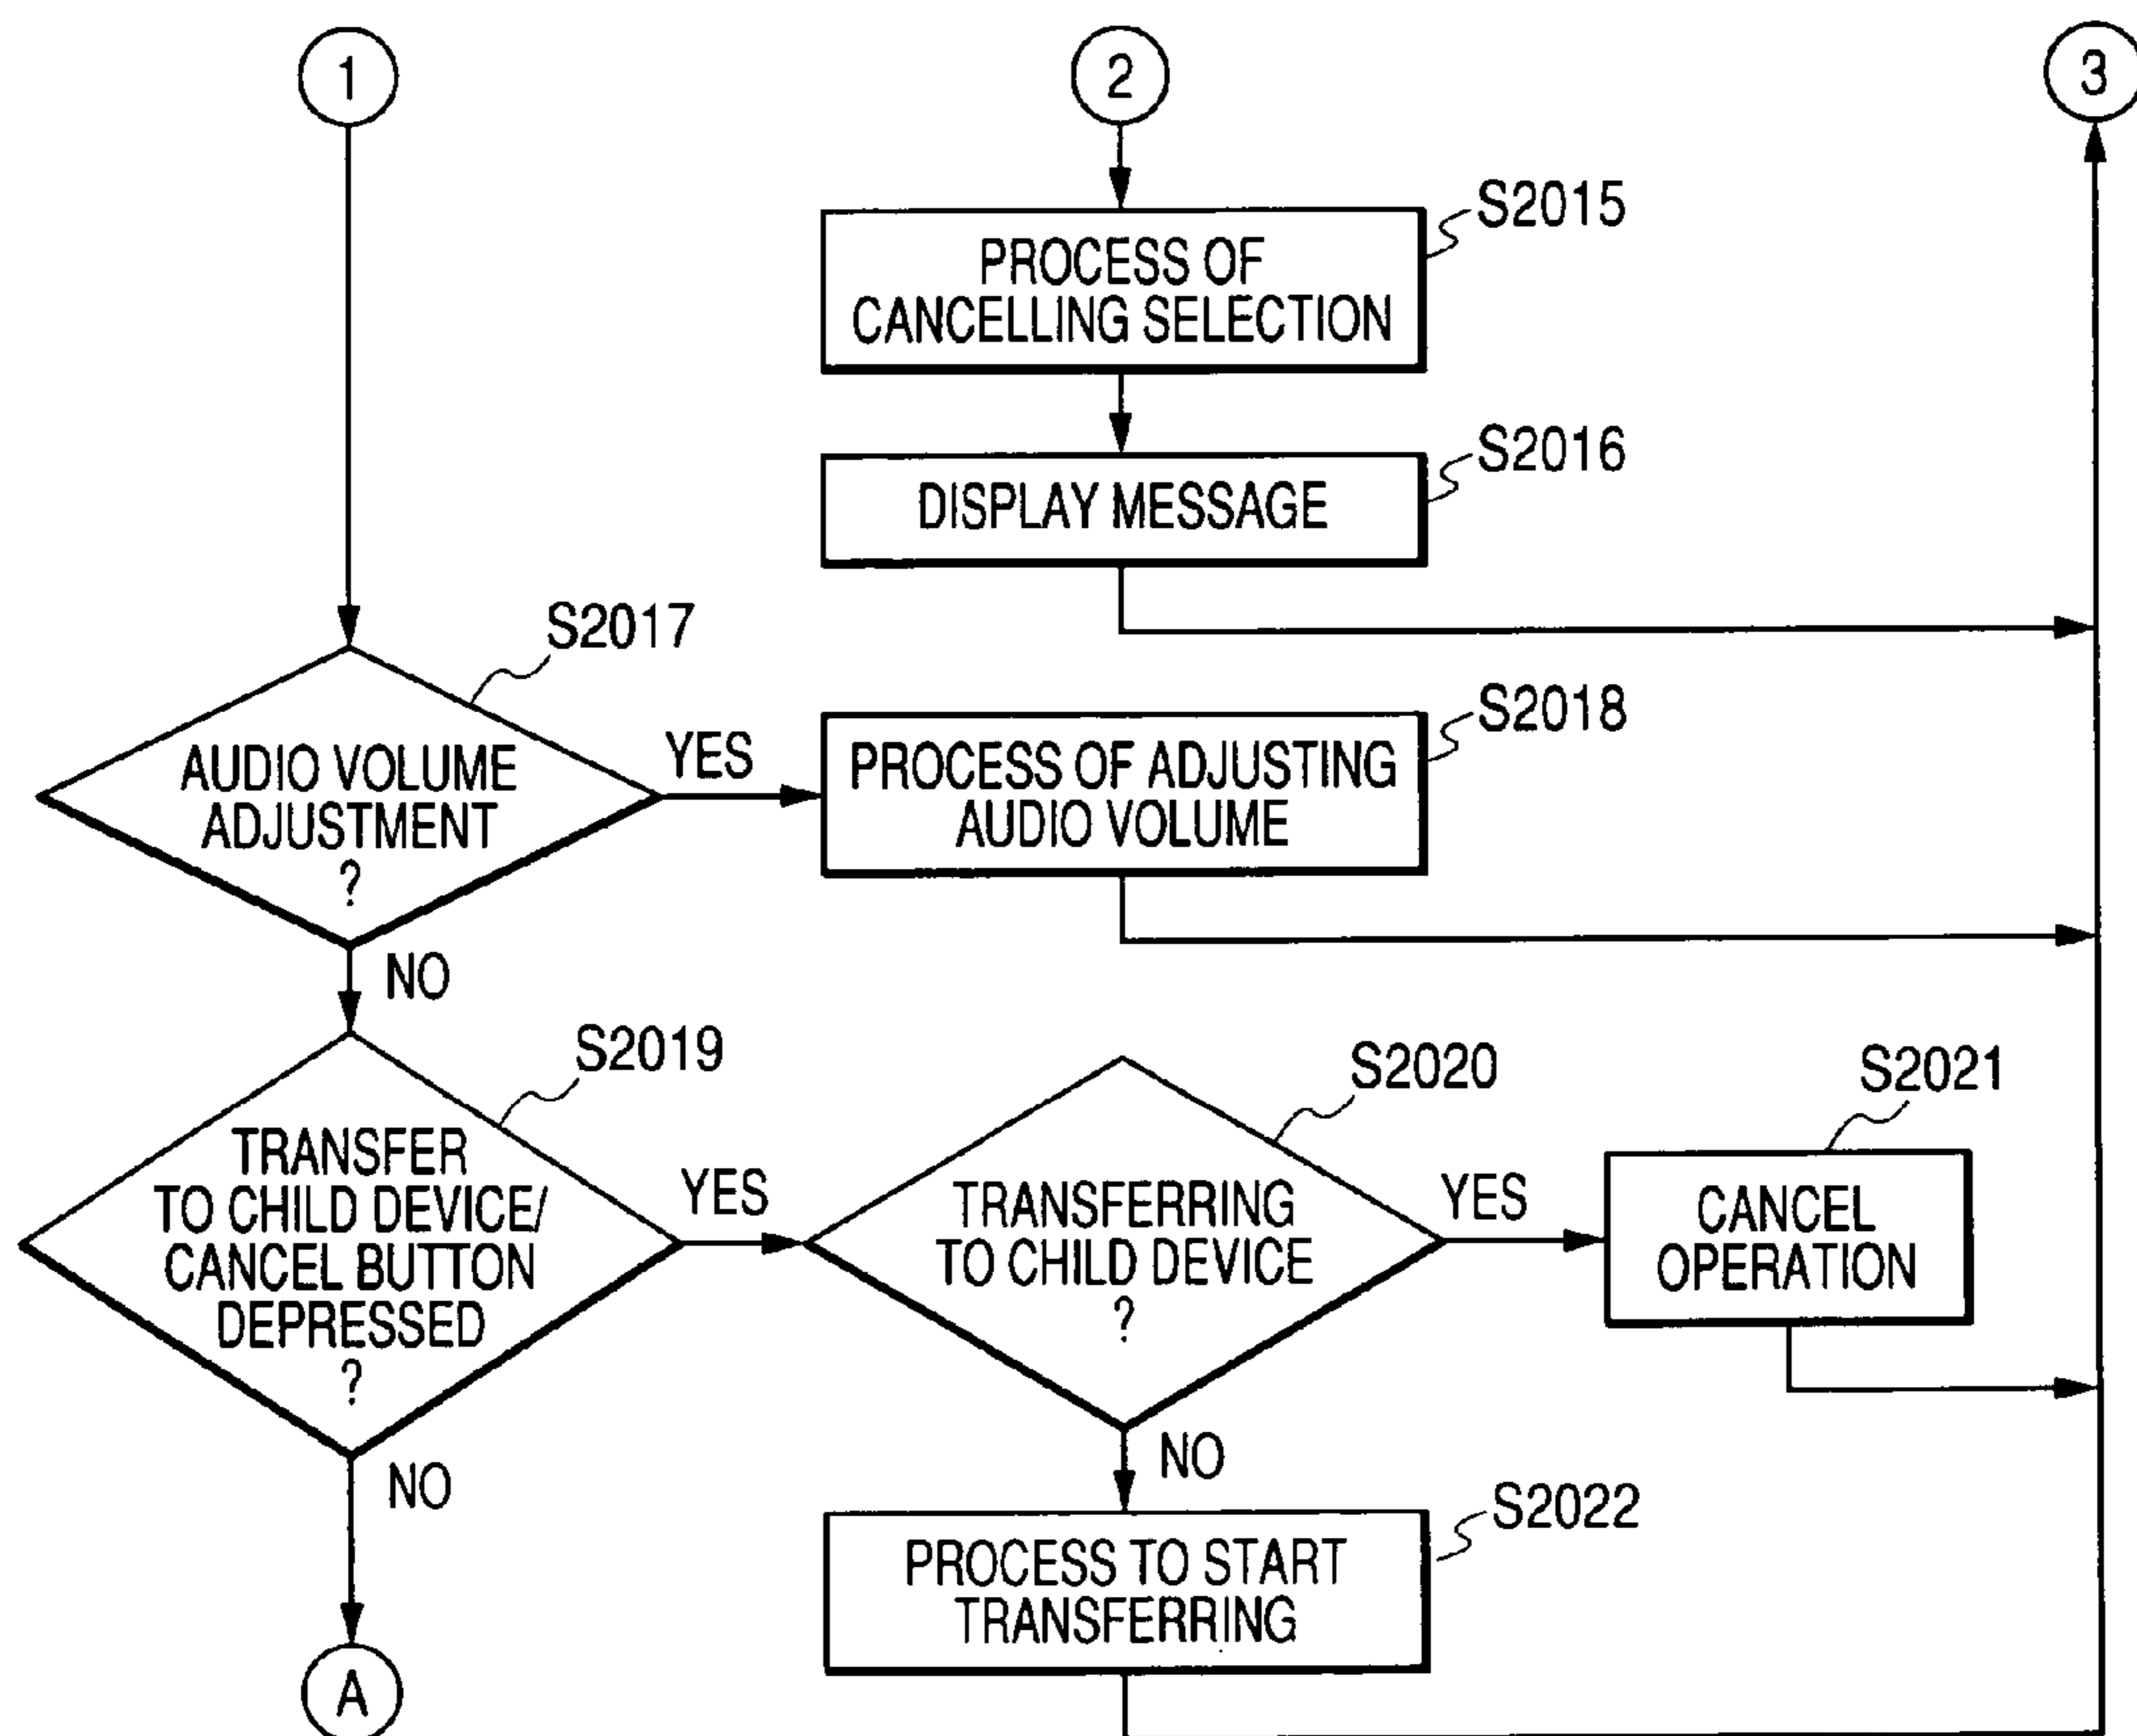 1
2
3
S2015
PROCESS OF
CANCELLING SELECTION
S2016
DISPLAY MESSAGE
S2017
AUDIO VOLUME
ADJUSTMENT
?
YES
NO
S2018
PROCESS OF ADJUSTING
AUDIO VOLUME
S2019
TRANSFER
TO CHILD DEVICE/
CANCEL BUTTON
DEPRESSED
?
YES
NO
S2020
TRANSFERRING
TO CHILD DEVICE
?
YES
NO
S2021
CANCEL
OPERATION
S2022
PROCESS TO START
TRANSFERRING
A